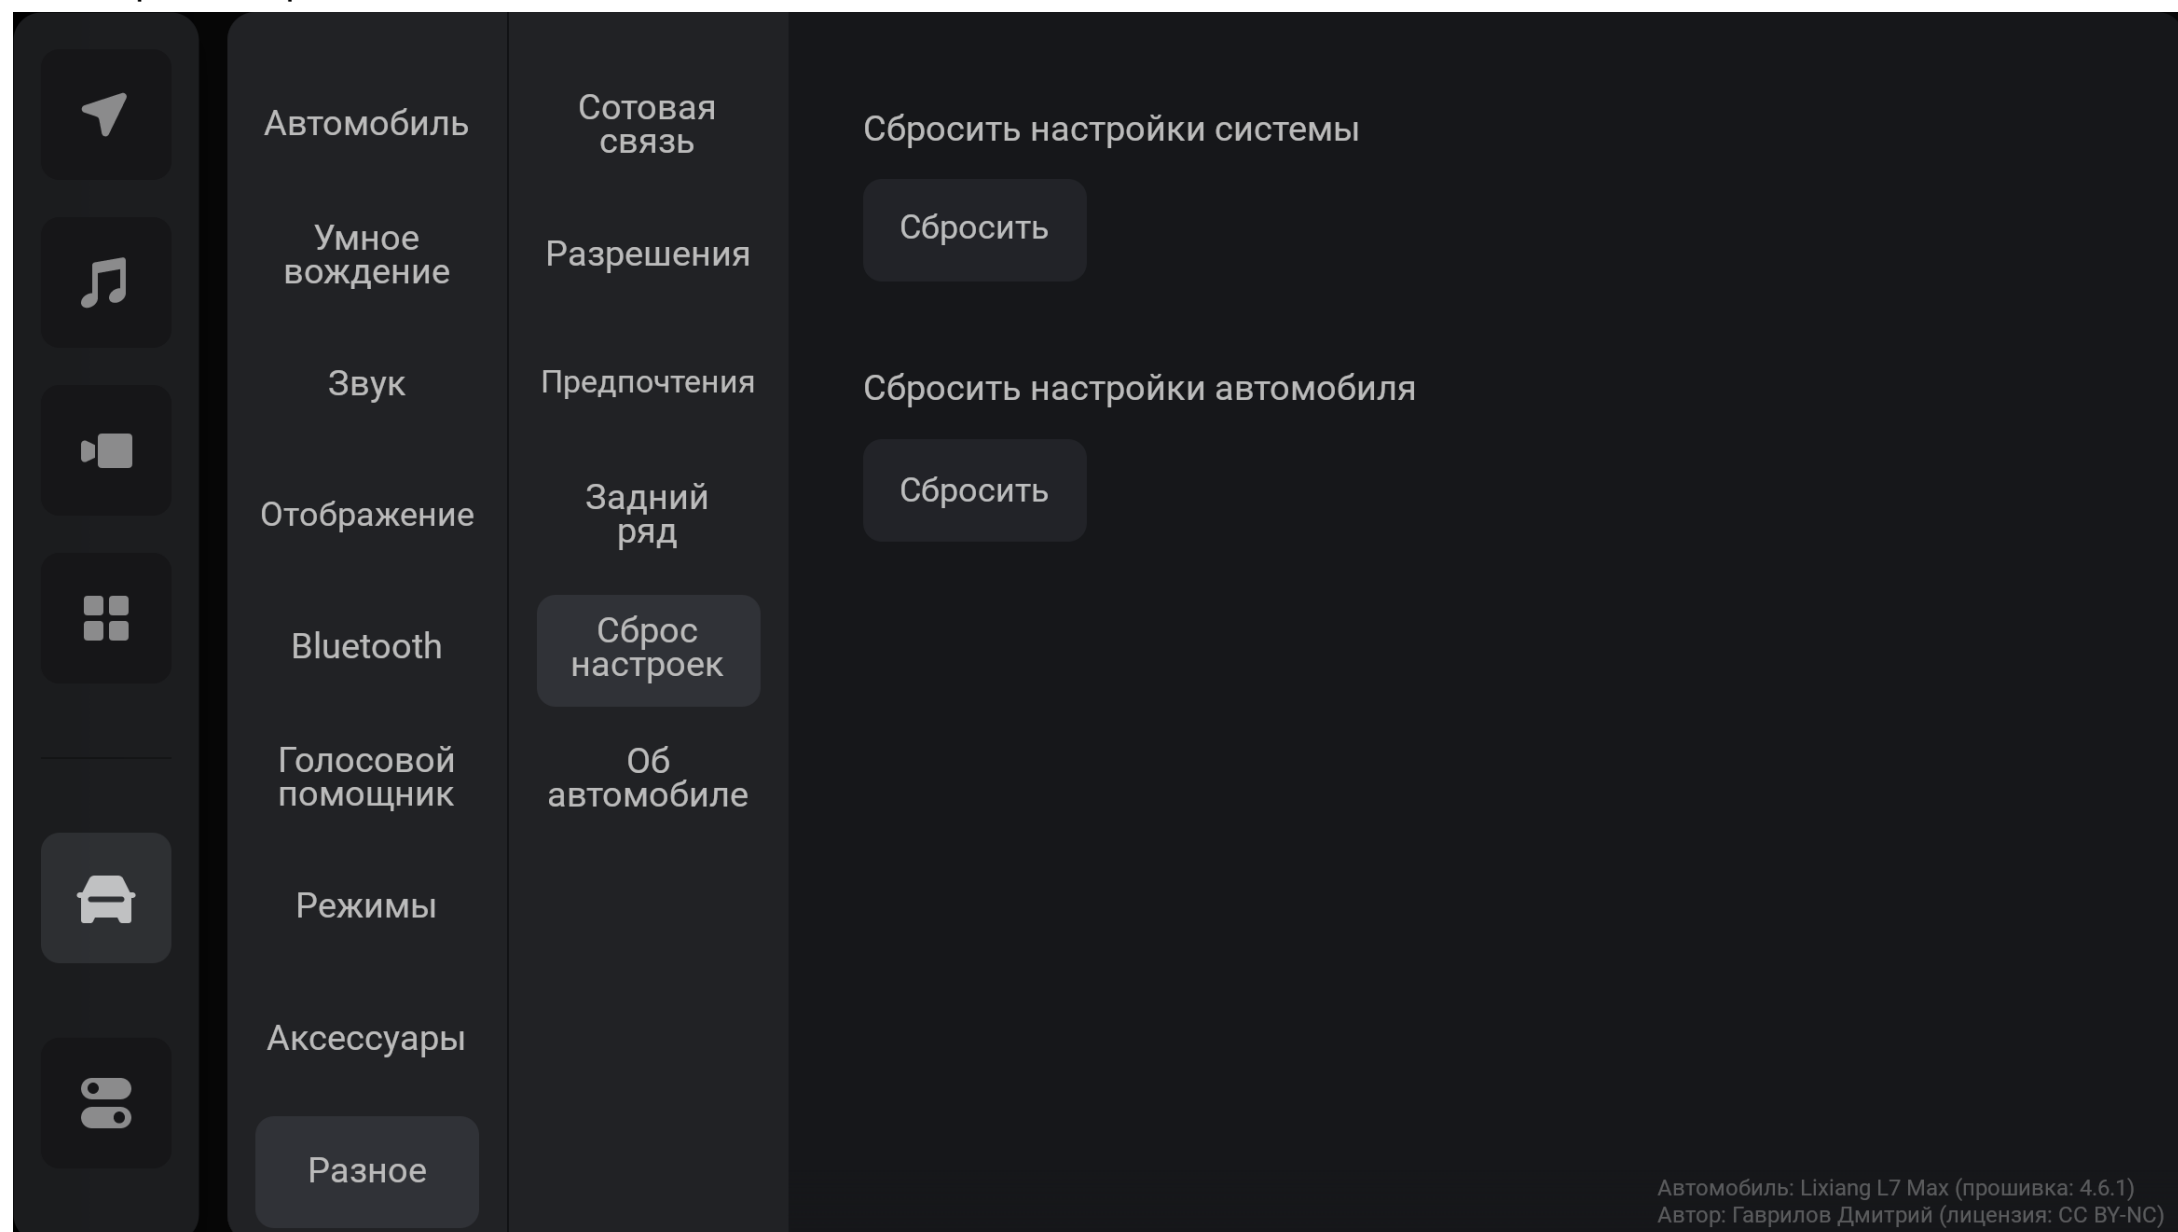 Автомобиль
Умное
вождение
Звук
Отображение
Bluetooth
Голосовой
помощник
Режимы
Аксессуары
Разное
Сотовая
связь
Разрешения
Предпочтения
Задний
ряд
Сброс
настроек
Об
автомобиле
Сбросить настройки системы
Сбросить
Сбросить настройки автомобиля
Сбросить
Автомобиль: Lixiang L7 Max (прошивка: 4.6.1)
Автор: Гаврилов Дмитрий (лицензия: CC BY-NC)